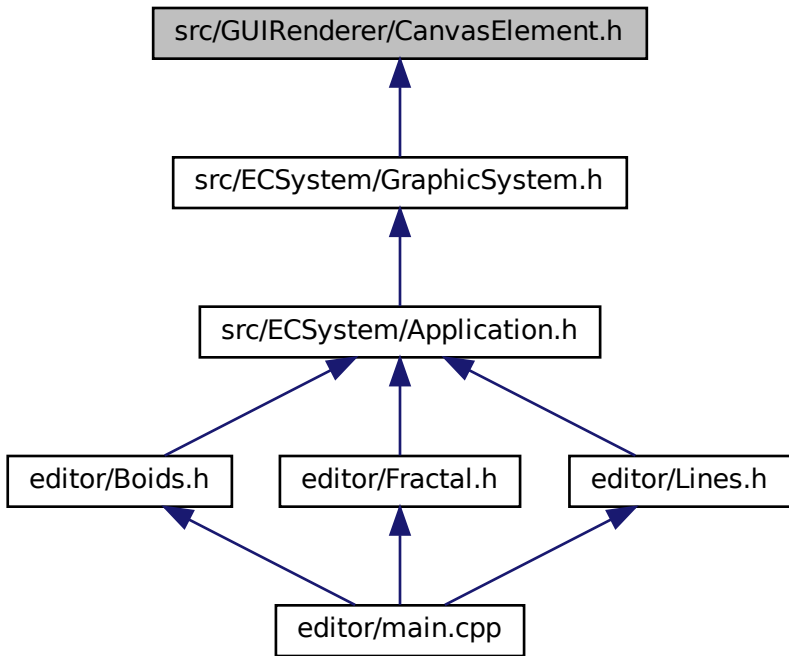 src/GUIRenderer/CanvasElement.h
src/ECSystem/GraphicSystem.h
src/ECSystem/Application.h
editor/Boids.h
editor/Fractal.h
editor/Lines.h
editor/main.cpp